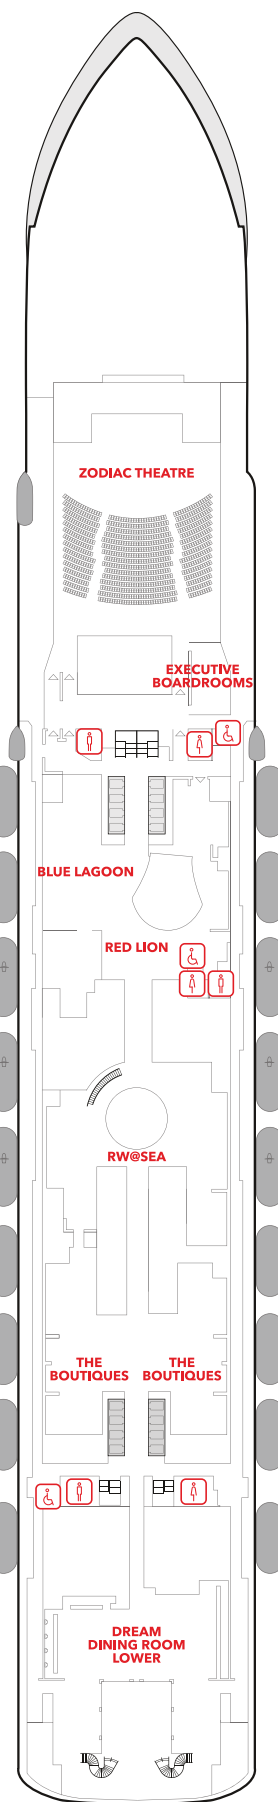 ZODIAC THEATRE
EXECUTIVE
BOARDROOMS
BLUE LAGOON
RED LION
RW@SEA
THE
BOUTIQUES
THE
BOUTIQUES
DREAM
DINING ROOM
LOWER